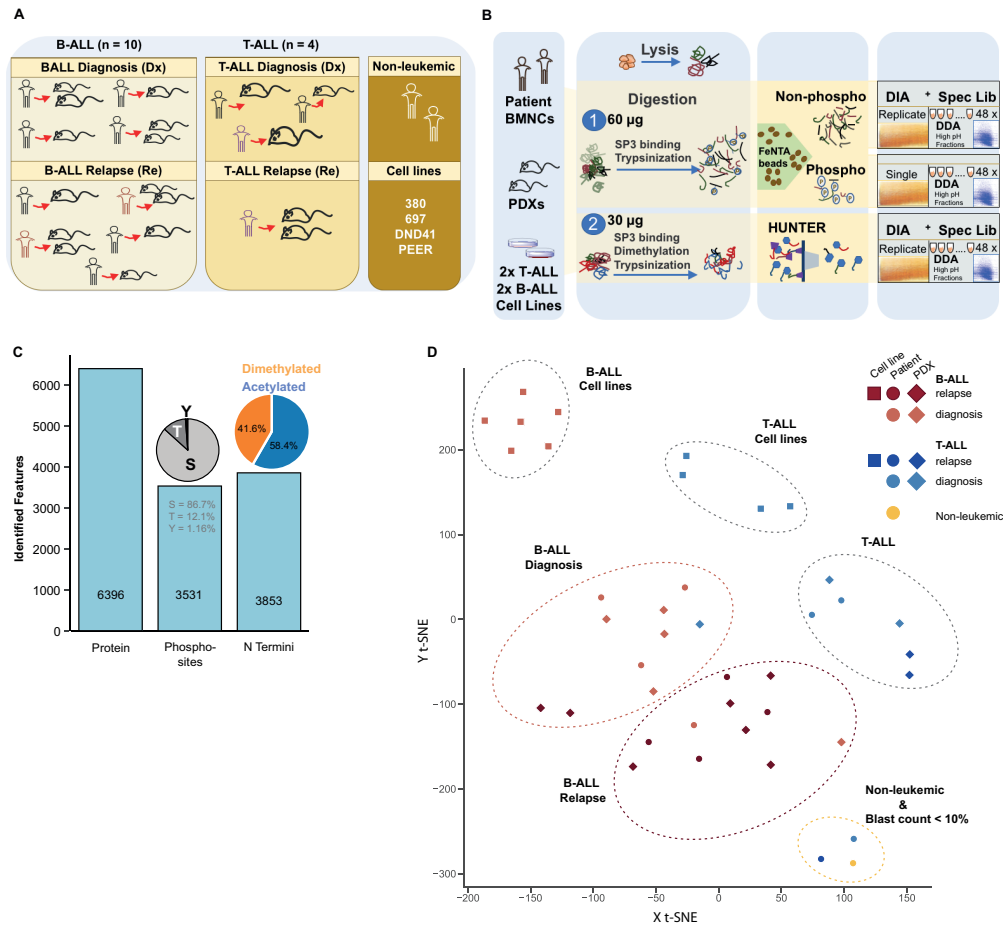 A
B-ALL (n = 10)
T-ALL (n = 4)
BALL Diagnosis (Dx)
T-ALL Diagnosis (Dx)
Non-leukemic
B-ALL Relapse (Re)
T-ALL Relapse (Re)
Cell lines
380
697
DND41
PEER
B
Patient
BMNCs
PDXs
2x T-ALL
2x B-ALL
Cell Lines
Lysis
Digestion
1
60 µg
SP3 binding
Trypsinization
2
30 µg
SP3 binding
Dimethylation
Trypsinization
Non-phospho
FeNTA
beads
Phospho
P
P
P
P
P
HUNTER
DIA + Spec Lib
Replicate
.... 48 x
DDA
High pH
Fractions
Single
.... 48 x
DDA
High pH
Fractions
DIA + Spec Lib
Replicate
.... 48 x
DDA
High pH
Fractions
C
Identified Features
6000
5000
4000
3000
2000
1000
0
Dimethylated
Acetylated
41.6%
58.4%
Y
T
S
S = 86.7%
T = 12.1%
Y = 1.16%
6396
3531
3853
Protein
Phospho-
sites
N Termini
D
Cell line
Patient
PDX
B-ALL
relapse
diagnosis
T-ALL
relapse
diagnosis
Non-leukemic
B-ALL
Cell lines
T-ALL
Cell lines
B-ALL
Diagnosis
T-ALL
B-ALL
Relapse
Non-leukemic
&
Blast count < 10%
Y t-SNE
200
100
0
−100
−200
−300
−200
−150
−100
−50
0
50
100
150
X t-SNE